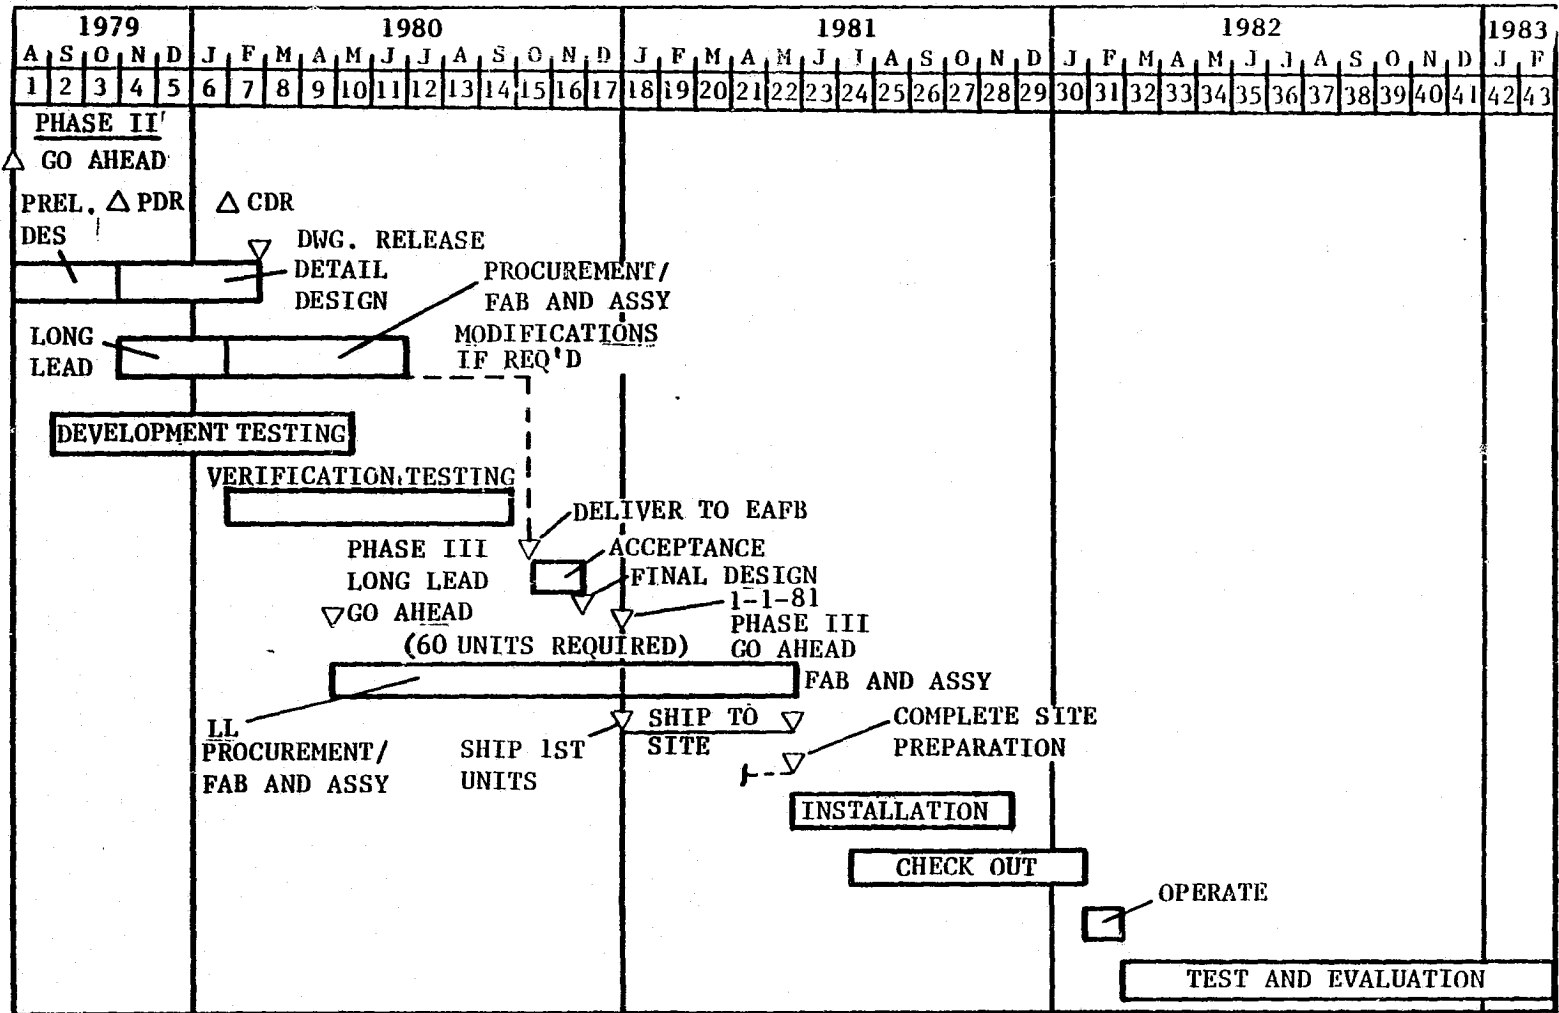 1979 1980 1981 1982 1983
A S O N D J F M A M J J A S O N D J F M A M J J A S O N D J F M A M J J A S O N D J F
1 2 3 4 5 6 7 8 9 10 11 12 13 14 15 16 17 18 19 20 21 22 23 24 25 26 27 28 29 30 31 32 33 34 35 36 37 38 39 40 41 42 43
PHASE II
GO AHEAD
PREL. PDR CDR
DES
DWG. RELEASE
DETAIL
DESIGN
PROCUREMENT/
FAB AND ASSY
LONG
LEAD
MODIFICATIONS
IF REQ'D
DEVELOPMENT TESTING
VERIFICATION TESTING
DELIVER TO EAFB
PHASE III
LONG LEAD
GO AHEAD
ACCEPTANCE
FINAL DESIGN
1-1-81
PHASE III
GO AHEAD
(60 UNITS REQUIRED)
FAB AND ASSY
LL
PROCUREMENT/
FAB AND ASSY
SHIP 1ST
UNITS
SHIP TO
SITE
COMPLETE SITE
PREPARATION
INSTALLATION
CHECK OUT
OPERATE
TEST AND EVALUATION